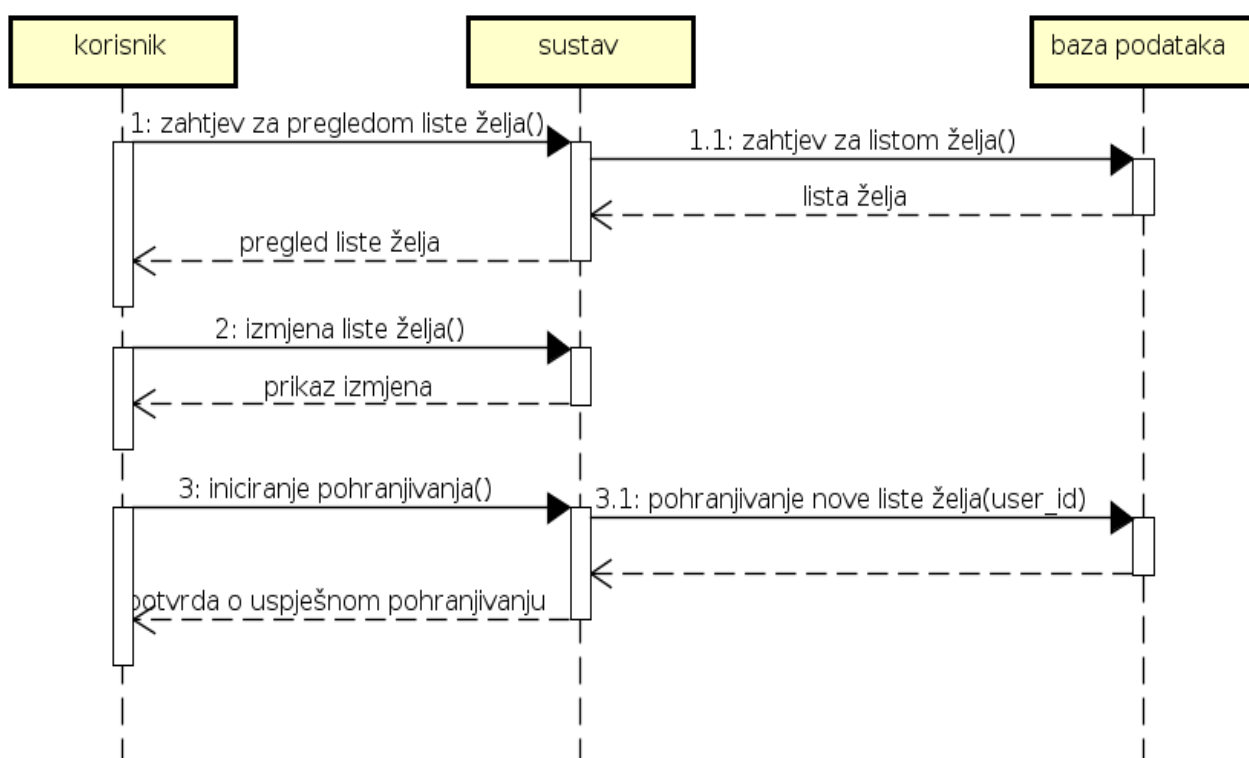 korisnik
sustav
baza podataka
1: zahtjev za pregledom liste želja()
1.1: zahtjev za listom želja()
lista želja
pregled liste želja
2: izmjena liste želja()
prikaz izmjena
3: iniciranje pohranjivanja()
3.1: pohranjivanje nove liste želja(user_id)
potvrda o uspješnom pohranjivanju